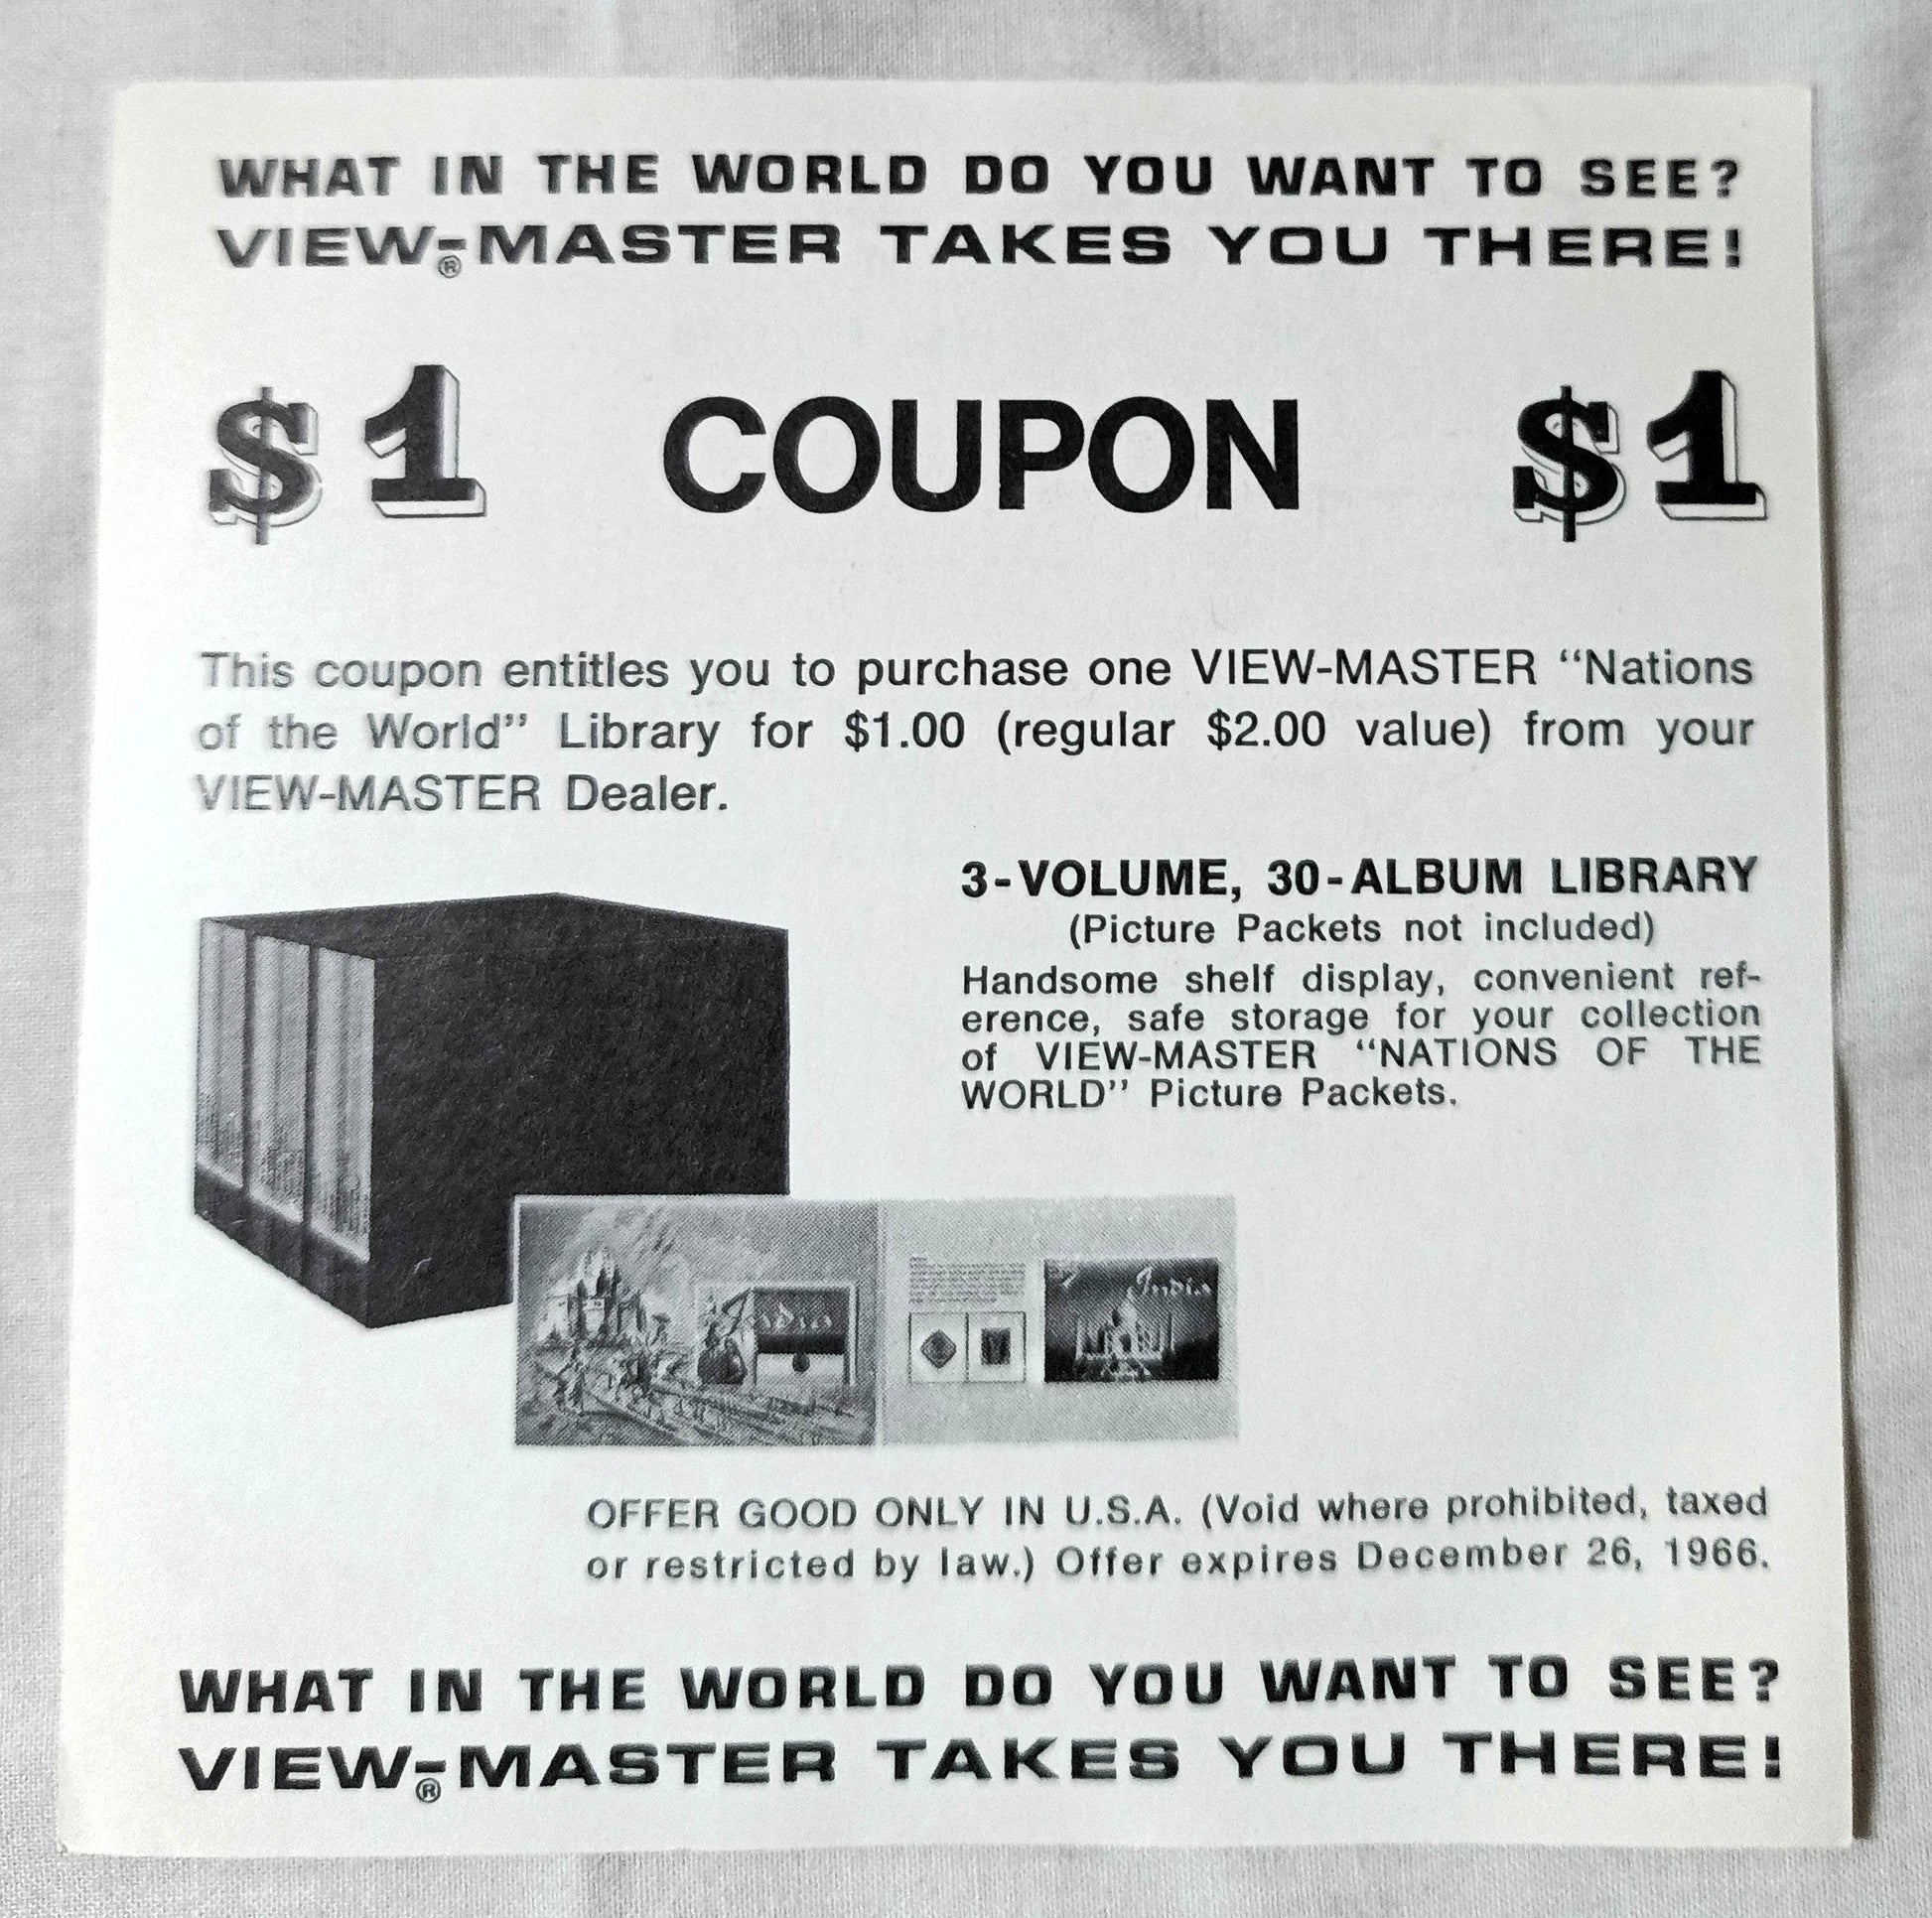 WHAT IN THE WORLD DO YOU WANT TO SEE?
VIEW-MASTER® TAKES YOU THERE!
$1 COUPON $1
This coupon entitles you to purchase one VIEW-MASTER “Nations
of the World” Library for $1.00 (regular $2.00 value) from your
VIEW-MASTER Dealer.
3-VOLUME, 30-ALBUM LIBRARY
(Picture Packets not included)
Handsome shelf display, convenient ref-
erence, safe storage for your collection
of VIEW-MASTER “NATIONS OF THE
WORLD” Picture Packets.
India
India
OFFER GOOD ONLY IN U.S.A. (Void where prohibited, taxed
or restricted by law.) Offer expires December 26, 1966.
WHAT IN THE WORLD DO YOU WANT TO SEE?
VIEW-MASTER® TAKES YOU THERE!